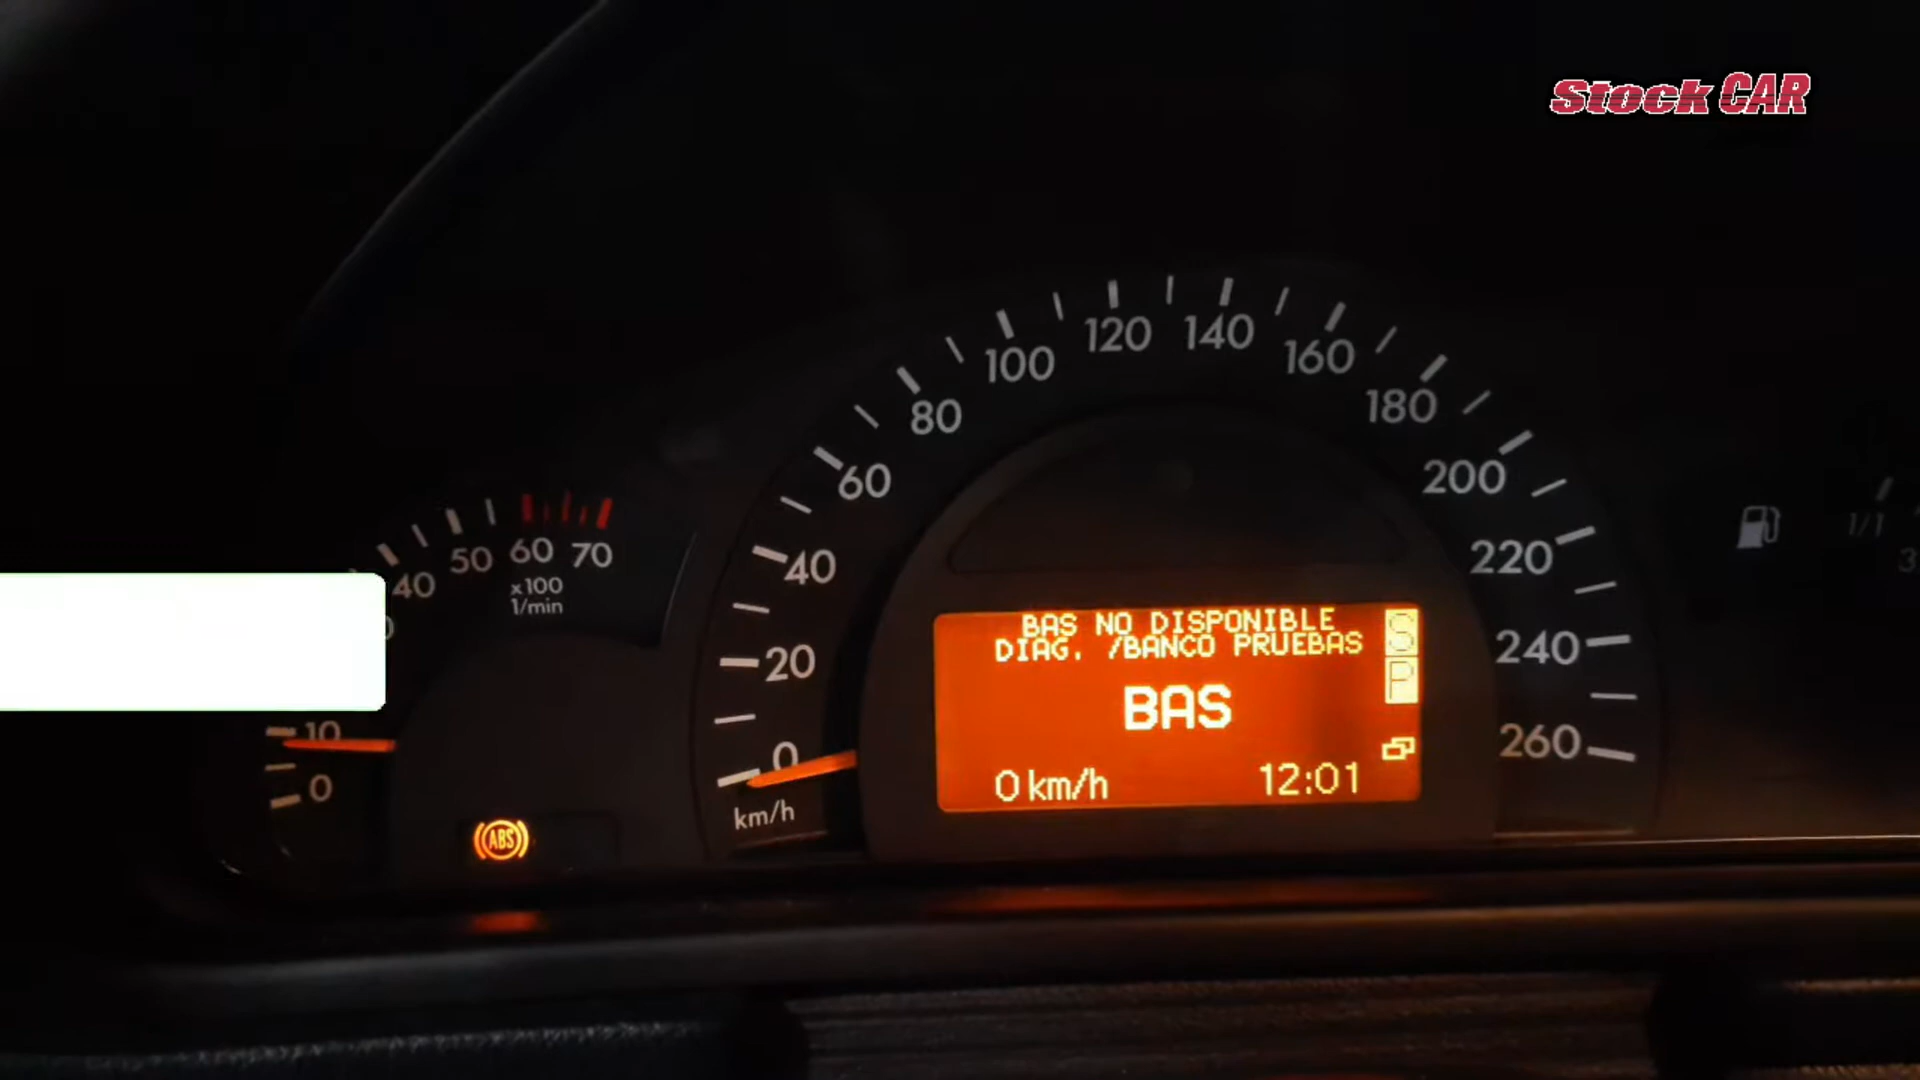 Stock CAR
100
120
140
160
80
180
60
200
40
50
60
70
x100
1/min
1/1
220
40
BAS NO DISPONIBLE
DIAG. /BANCO PRUEBAS
S
P
BAS
20
240
10
0
0 km/h
12:01
260
0
km/h
ABS